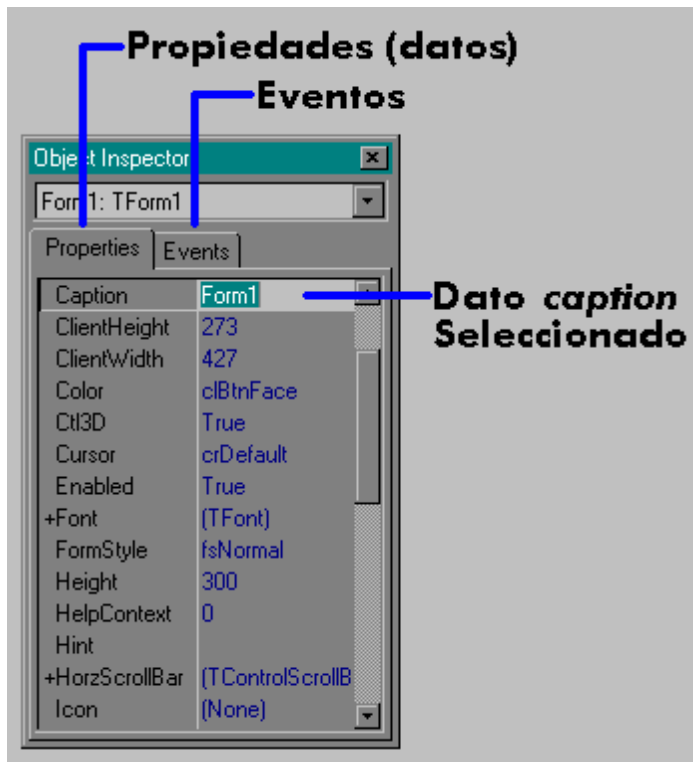 Propiedades (datos)
Eventos
Object Inspector
Form1: TForm1
Properties Events
Caption Form1
Dato caption
Seleccionado
ClientHeight 273
ClientWidth 427
Color clBtnFace
Ctl3D True
Cursor crDefault
Enabled True
+Font (TFont)
FormStyle fsNormal
Height 300
HelpContext 0
Hint
+HorzScrollBar (TControlScrollB
Icon (None)